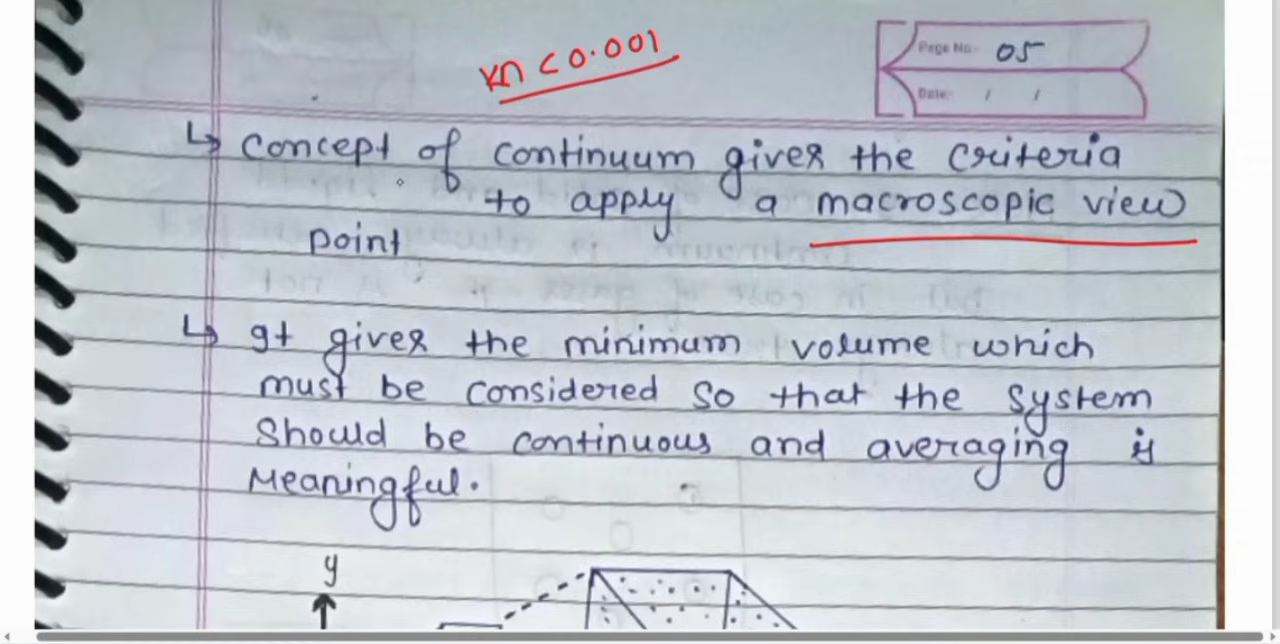 Kn < 0.001
Page No:- 05
Date:- / /
↳ concept of continuum gives the criteria
to apply a macroscopic view
point
↳ It gives the minimum volume which
must be considered so that the system
should be continuous and averaging is
Meaningful.
y